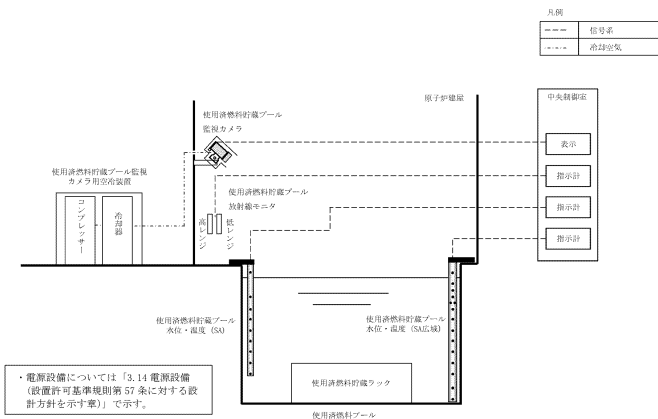 凡例
信号系
冷却空気
原子炉建屋
中央制御室
使用済燃料貯蔵プール
監視カメラ
表示
使用済燃料貯蔵プール監視
カメラ用空冷装置
指示計
使用済燃料貯蔵プール
放射線モニタ
コンプレッサー
冷却器
高レンジ
低レンジ
指示計
指示計
使用済燃料貯蔵プール
水位・温度 (SA)
使用済燃料貯蔵プール
水位・温度 (SA広域)
・電源設備については「3.14 電源設備
(設置許可基準規則第 57 条に対する設
計方針を示す章)」で示す。
使用済燃料貯蔵ラック
使用済燃料プール